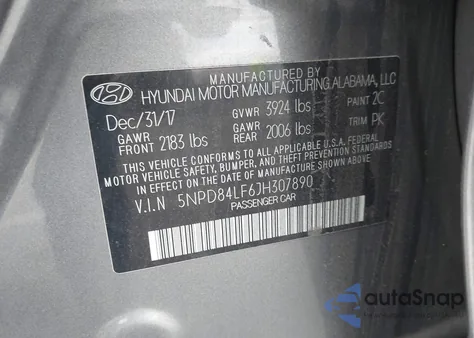 MANUFACTURED BY
HYUNDAI MOTOR MANUFACTURING ALABAMA, LLC
Dec/31/17 GVWR 3924 lbs PAINT 2C
GAWR FRONT 2183 lbs GAWR REAR 2006 lbs TRIM PK
THIS VEHICLE CONFORMS TO ALL APPLICABLE U.S.A. FEDERAL
MOTOR VEHICLE SAFETY, BUMPER, AND THEFT PREVENTION
STANDARDS IN EFFECT ON THE DATE OF MANUFACTURE SHOWN ABOVE.
V.I.N 5NPD84LF6JH307890
PASSENGER CAR
autoSnap